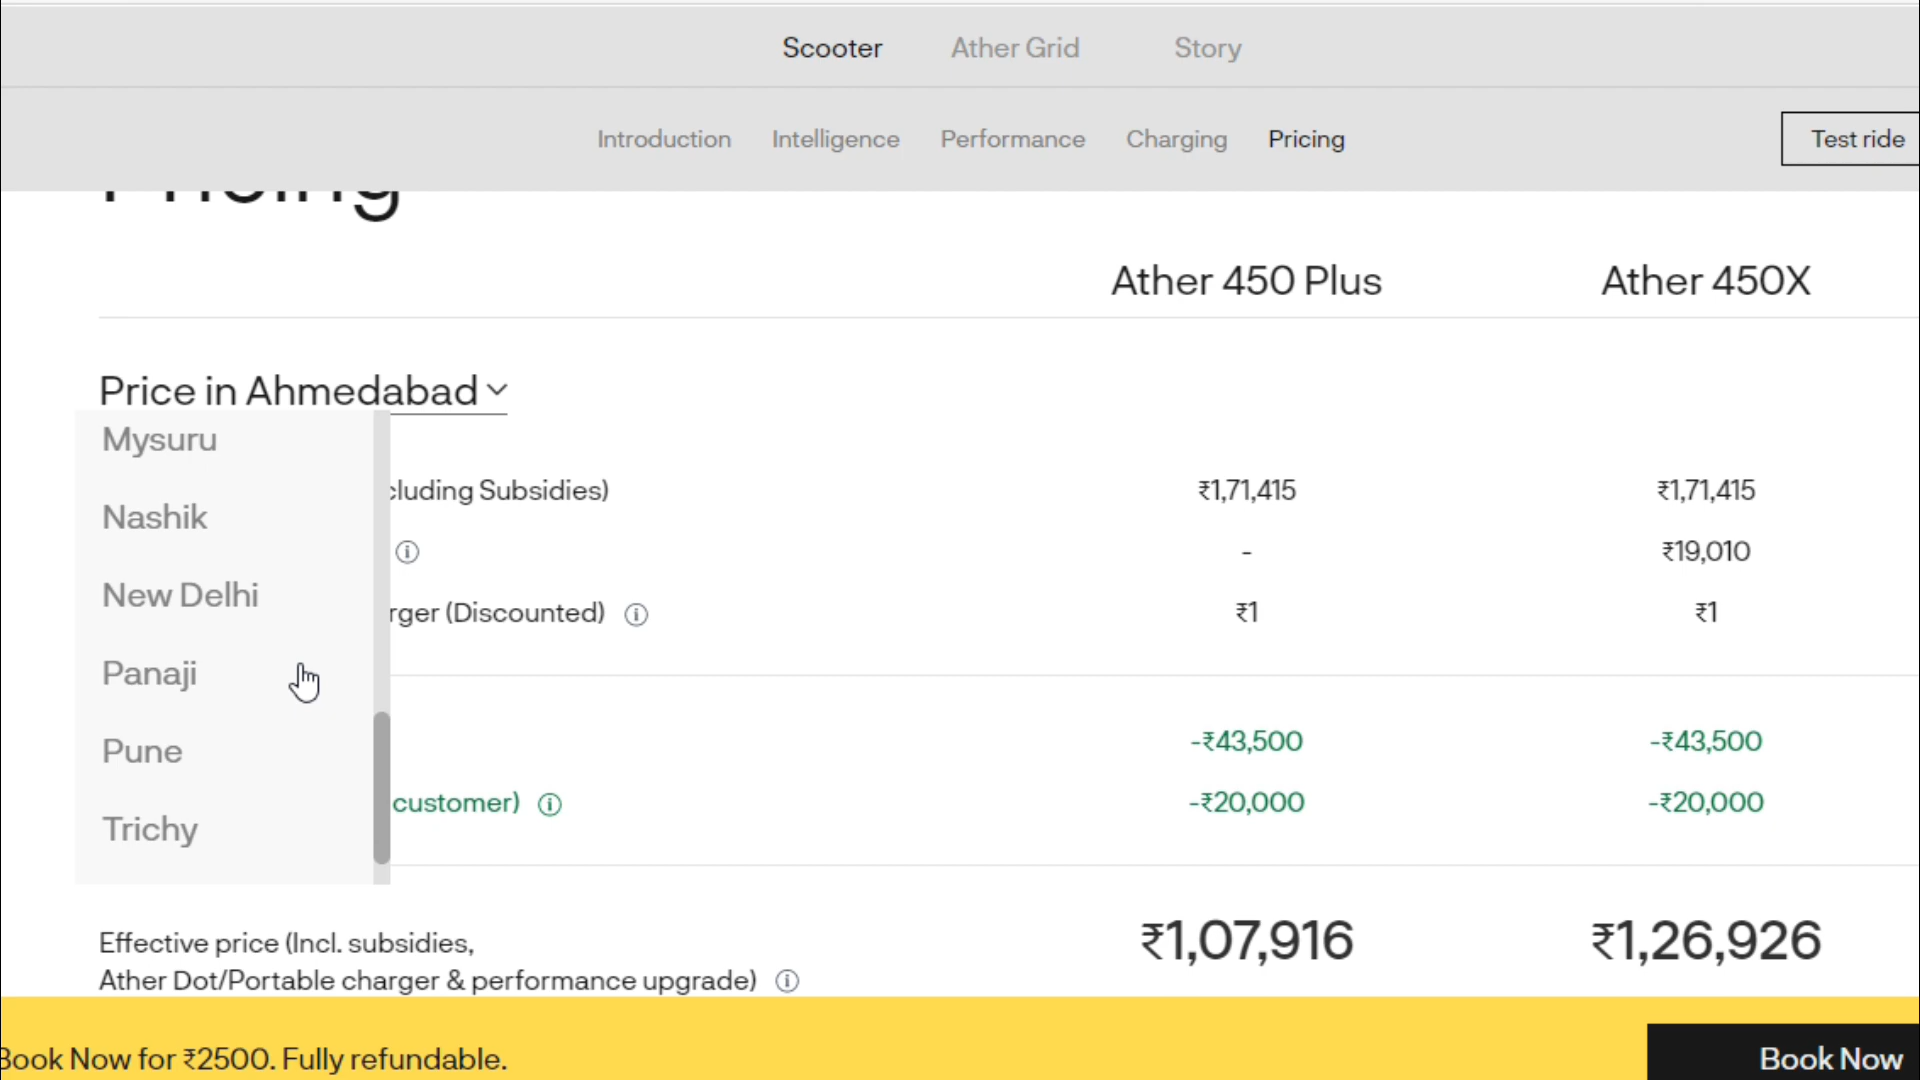 Scooter Ather Grid Story
Introduction Intelligence Performance Charging Pricing Test ride
Pricing
Ather 450 Plus Ather 450X
Price in Ahmedabad
Mysuru
cluding Subsidies) ₹1,71,415 ₹1,71,415
Nashik
- ₹19,010
New Delhi
rger (Discounted) ₹1 ₹1
Panaji
-₹43,500 -₹43,500
Pune
customer) -₹20,000 -₹20,000
Trichy
Effective price (Incl. subsidies,
Ather Dot/Portable charger & performance upgrade) ₹1,07,916 ₹1,26,926
Book Now for ₹2500. Fully refundable. Book Now